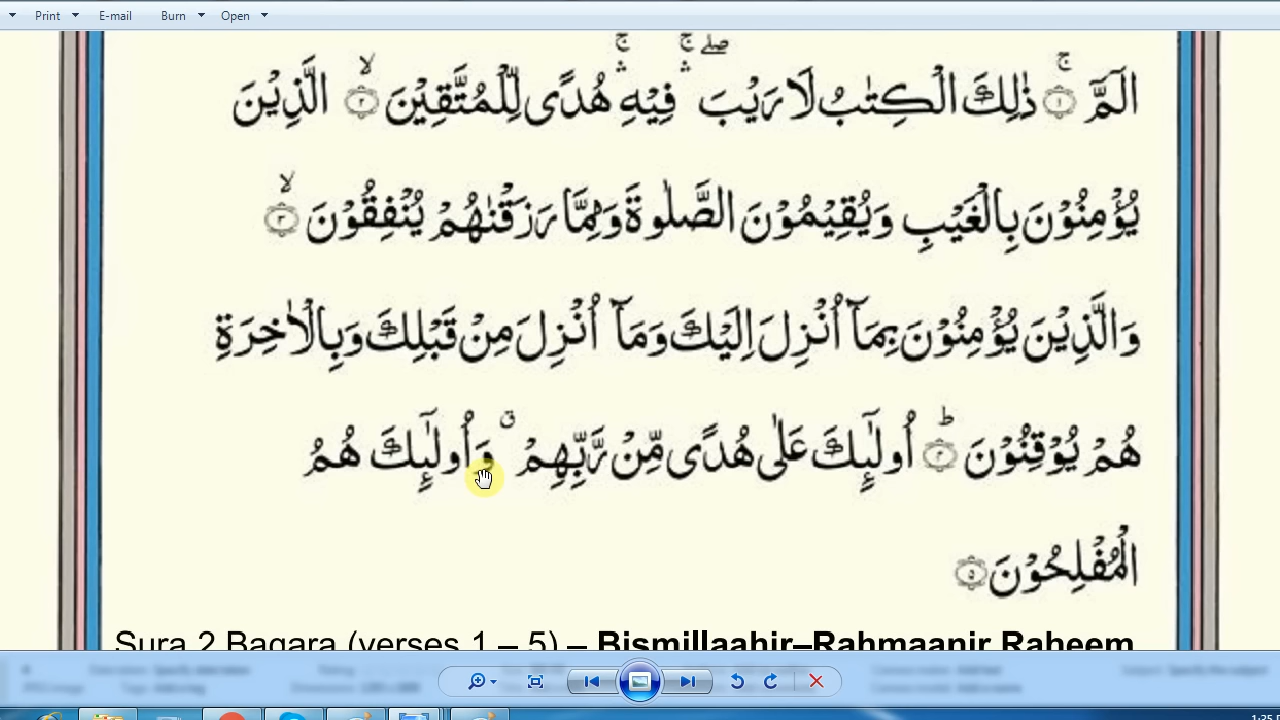 Print E-mail Burn Open
الٓمّٓ ۚ ﴿١﴾ ذٰلِكَ الْكِتٰبُ لَا رَيْبَ ۛۖۚ فِيْهِ ۛۚ هُدًى لِّلْمُتَّقِيْنَ ۙ ﴿٢﴾ الَّذِيْنَ
يُؤْمِنُوْنَ بِالْغَيْبِ وَيُقِيْمُوْنَ الصَّلٰوةَ وَمِمَّا رَزَقْنٰهُمْ يُنْفِقُوْنَ ۙ ﴿٣﴾
وَالَّذِيْنَ يُؤْمِنُوْنَ بِمَآ اُنْزِلَ اِلَيْكَ وَمَآ اُنْزِلَ مِنْ قَبْلِكَ وَبِالْاٰخِرَةِ
هُمْ يُوْقِنُوْنَ ؕ ﴿٤﴾ اُولٰٓئِكَ عَلٰى هُدًى مِّنْ رَّبِّهِمْ ۗ وَاُولٰٓئِكَ هُمُ
الْمُفْلِحُوْنَ ﴿٥﴾
Sura 2 Baqara (verses 1 – 5) – Bismillaahir–Rahmaanir Raheem